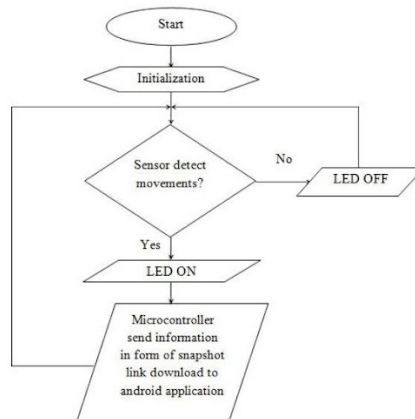 Start
Initialization
Sensor detect
movements?
No
LED OFF
Yes
LED ON
Microcontroller
send information
in form of snapshot
link download to
android application